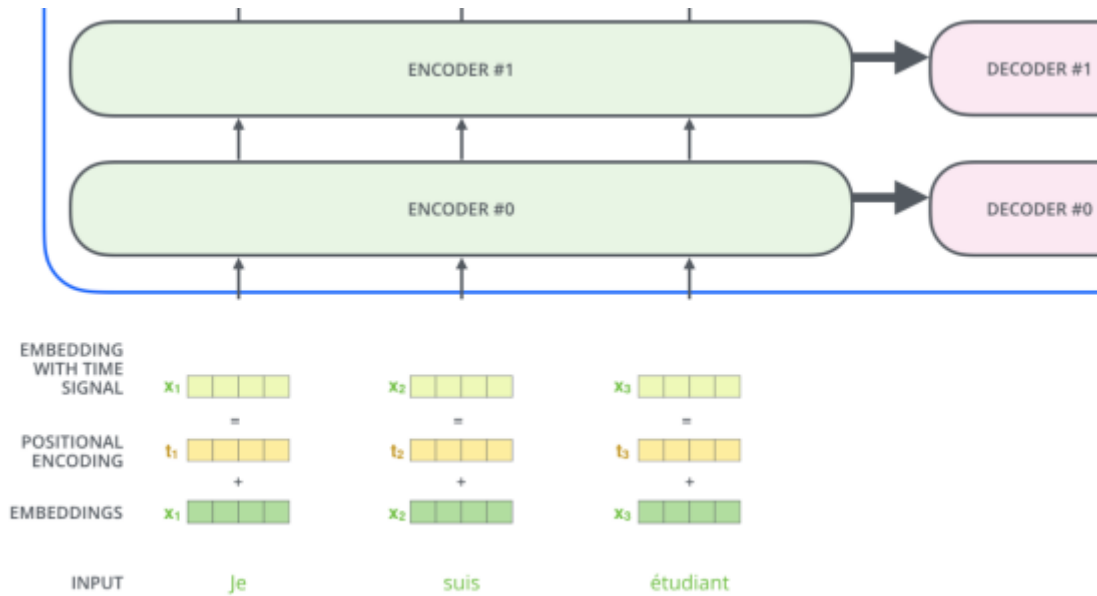 ENCODER #1
DECODER #1
ENCODER #0
DECODER #0
EMBEDDING
WITH TIME
SIGNAL
x₁
x₂
x₃
=
=
=
POSITIONAL
ENCODING
t₁
t₂
t₃
+
+
+
EMBEDDINGS
x₁
x₂
x₃
INPUT
Je
suis
étudiant